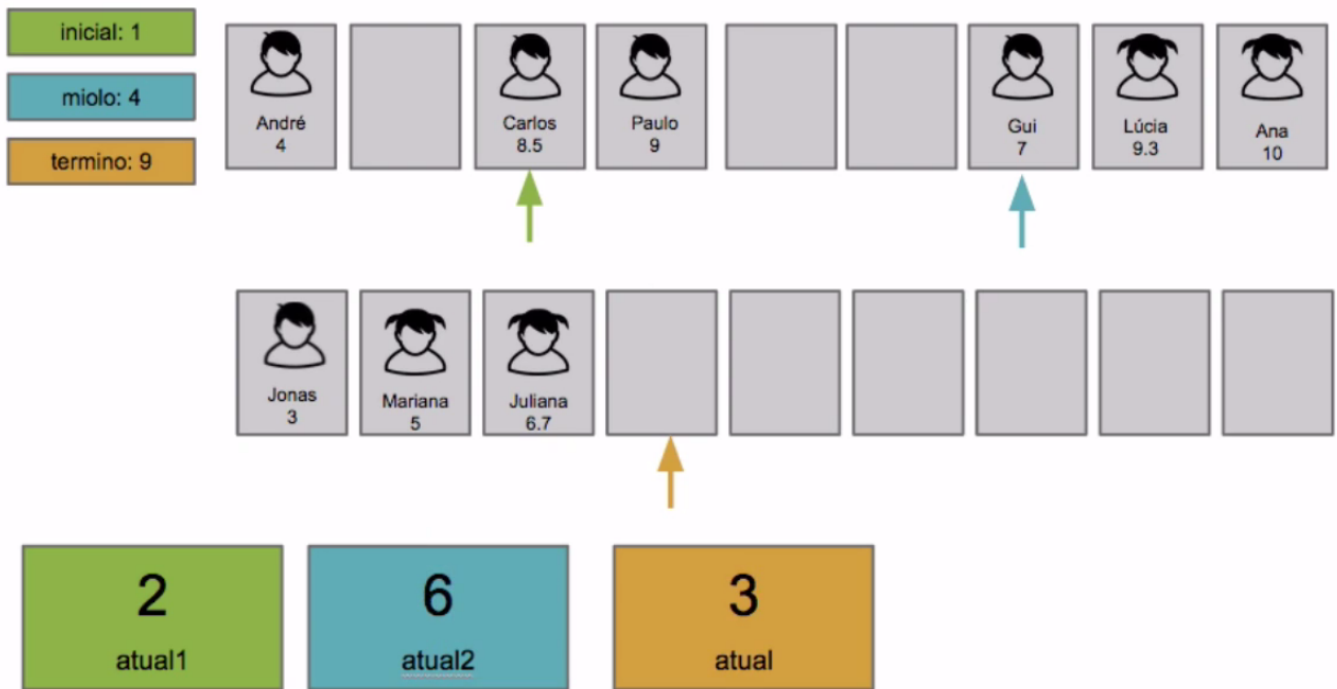 inicial: 1
miolo: 4
termino: 9
André
4
Carlos
8.5
Paulo
9
Gui
7
Lúcia
9.3
Ana
10
Jonas
3
Mariana
5
Juliana
6.7
2
atual1
6
atual2
3
atual